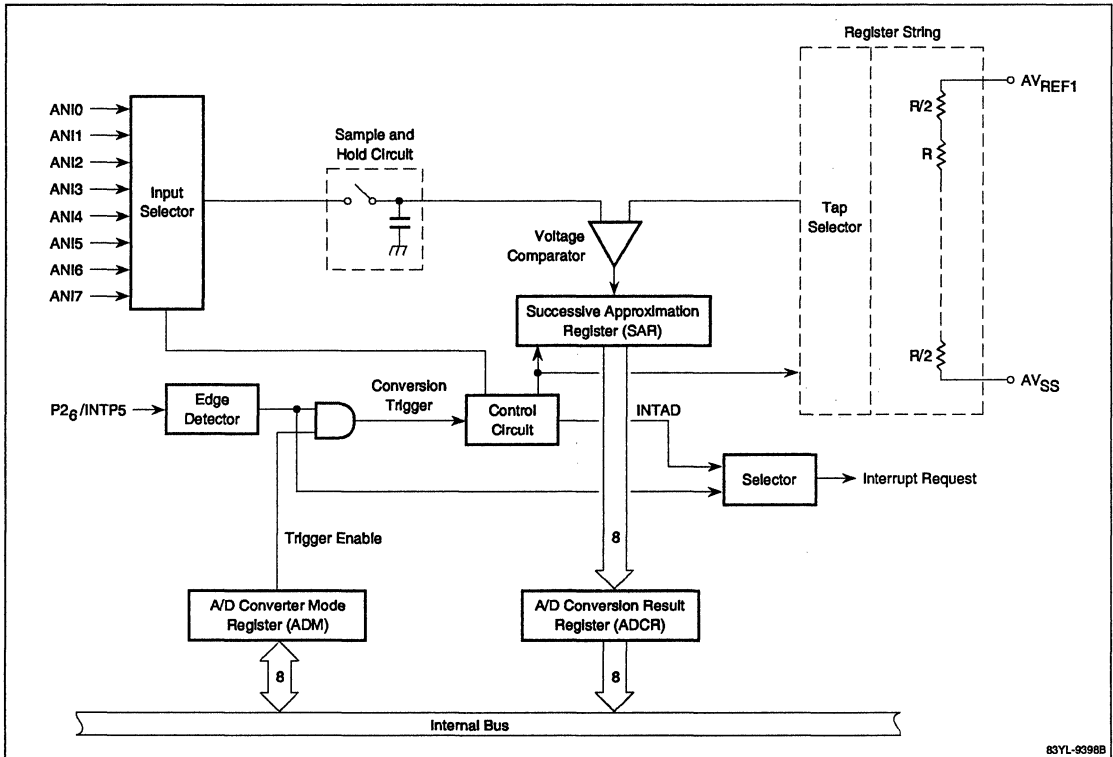 Register String
AVREF1
R/2
R
ANI0
ANI1
ANI2
ANI3
ANI4
ANI5
ANI6
ANI7
Input
Selector
Sample and
Hold Circuit
Voltage
Comparator
Tap
Selector
Successive Approximation
Register (SAR)
R/2
AVSS
P26/INTP5
Edge
Detector
Conversion
Trigger
Control
Circuit
INTAD
Selector
Interrupt Request
Trigger Enable
8
A/D Converter Mode
Register (ADM)
A/D Conversion Result
Register (ADCR)
8
8
Internal Bus
83YL-9398B